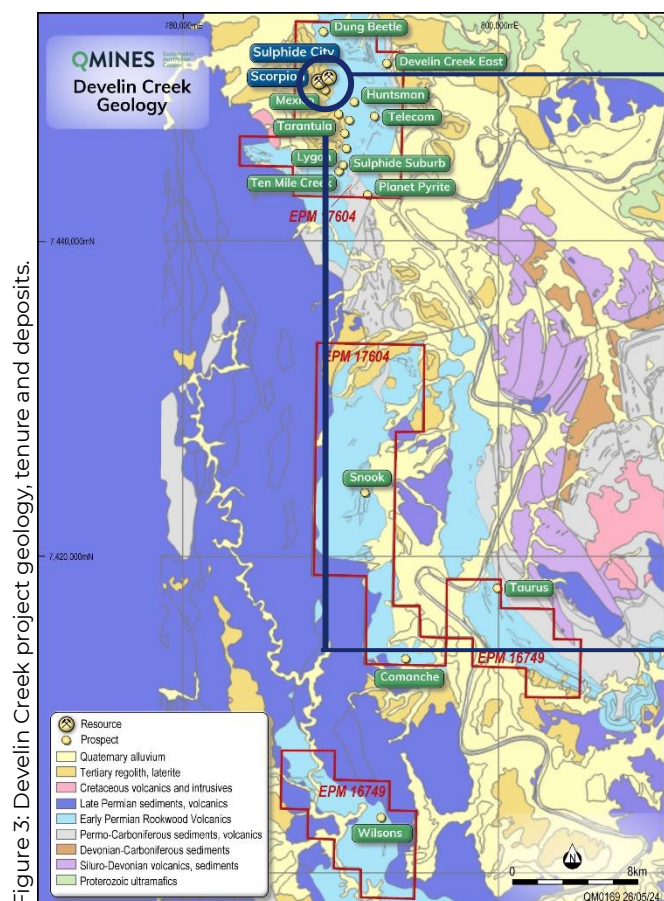 Figure 3: Develin Creek project geology, tenure and deposits.
780,000mE
800,000mE
QMINES
Develin Creek
Geology
Dung Beetle
Sulphide City
Develin Creek East
Scorpion
Mexico
Huntsman
Telecom
Tarantula
Lygon
Sulphide Suburb
Ten Mile Creek
Planet Pyrite
EPM 17604
7,440,000mN
EPM 17604
Snook
7,420,000mN
Taurus
EPM 16749
Comanche
EPM 16749
Wilsons
Resource
Prospect
Quaternary alluvium
Tertiary regolith, laterite
Cretaceous volcanics and intrusives
Late Permian sediments, volcanics
Early Permian Rookwood Volcanics
Permo-Carboniferous sediments, volcanics
Devonian-Carboniferous sediments
Siluro-Devonian volcanics, sediments
Proterozoic ultramafics
N
0 8km
QM0169 26/05/24